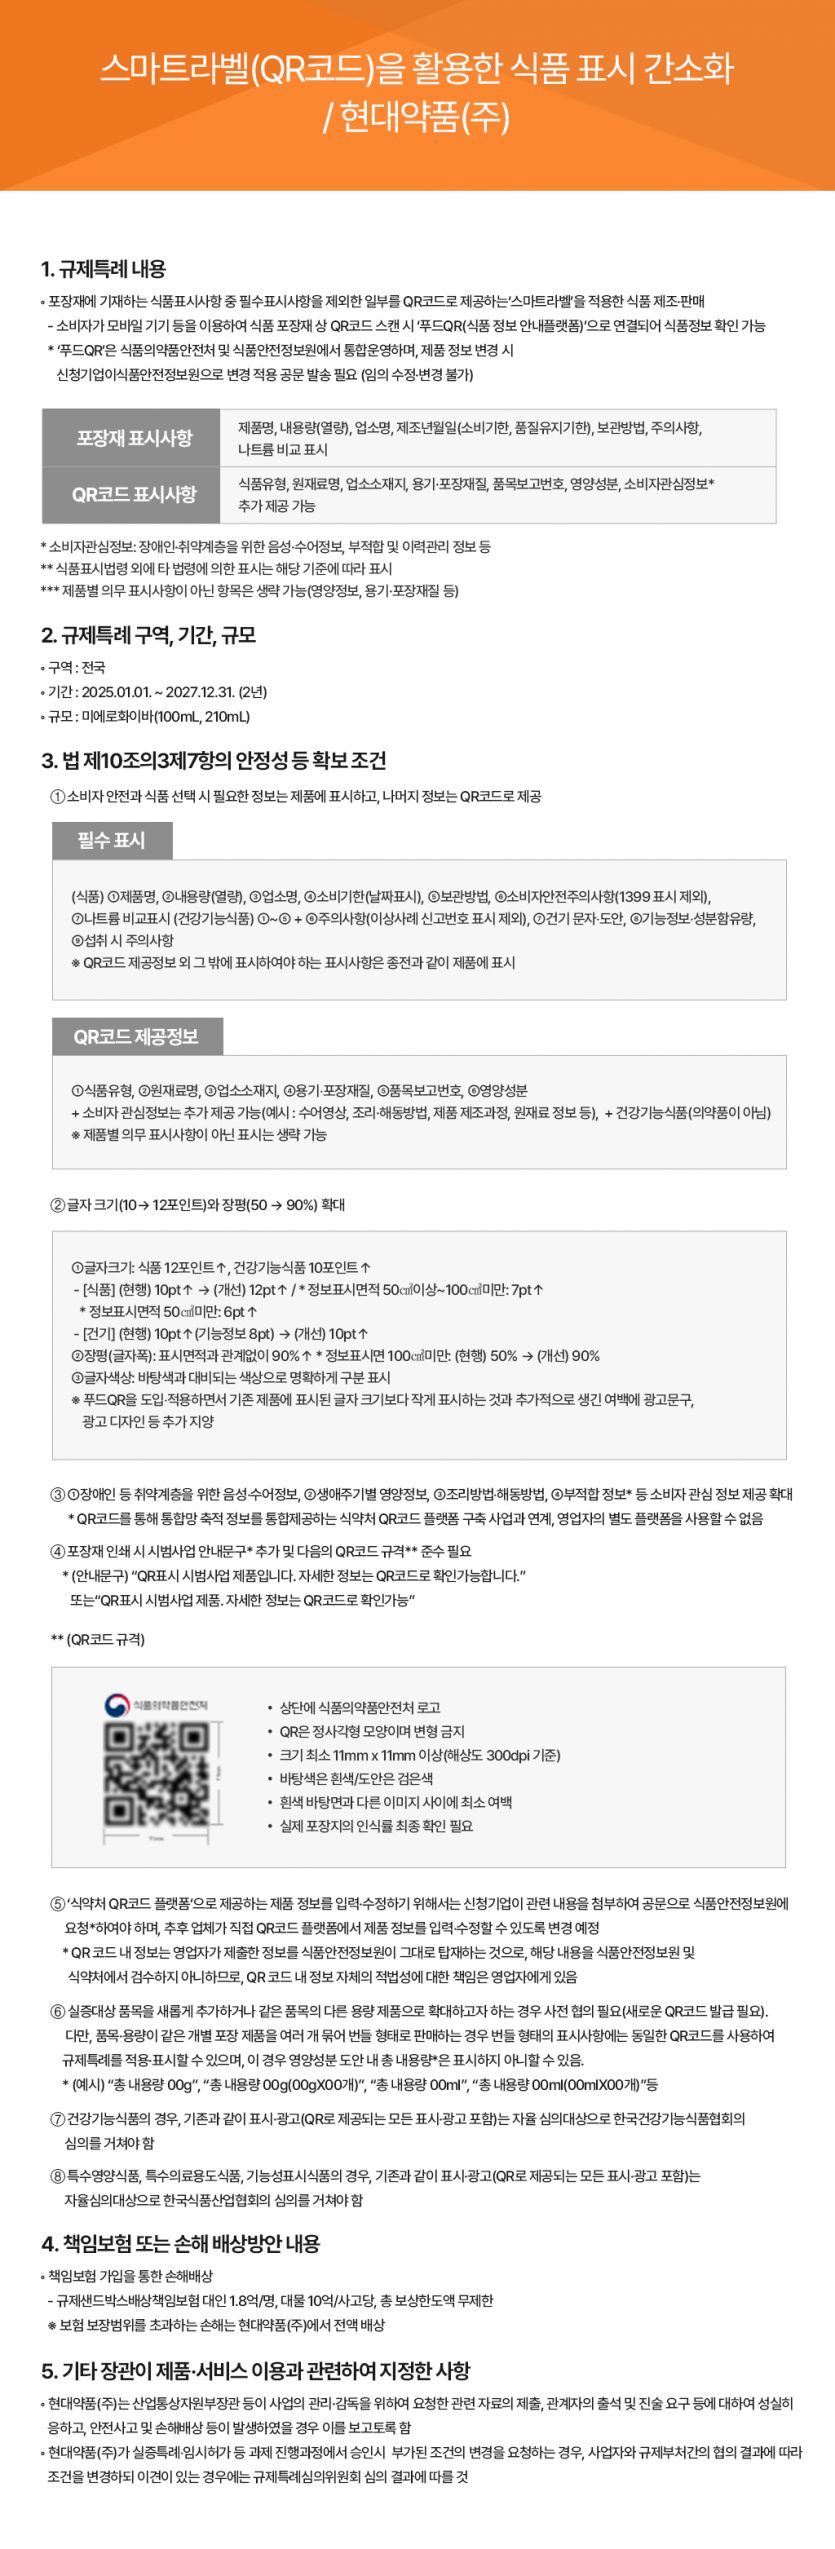 스마트라벨(QR코드)을 활용한 식품 표시 간소화
/ 현대약품(주)
1. 규제특례 내용
◦ 포장재에 기재하는 식품표시사항 중 필수표시사항을 제외한 일부를 QR코드로 제공하는'스마트라벨'을 적용한 식품 제조·판매
- 소비자가 모바일 기기 등을 이용하여 식품 포장재 상 QR코드 스캔 시 '푸드QR(식품 정보 안내플랫폼)'으로 연결되어 식품정보 확인 가능
* '푸드QR'은 식품의약품안전처 및 식품안전정보원에서 통합운영하며, 제품 정보 변경 시
신청기업이식품안전정보원으로 변경 적용 공문 발송 필요 (임의 수정·변경 불가)
포장재 표시사항
제품명, 내용량(열량), 업소명, 제조년월일(소비기한, 품질유지기한), 보관방법, 주의사항,
나트륨 비교 표시
QR코드 표시사항
식품유형, 원재료명, 업소소재지, 용기·포장재질, 품목보고번호, 영양성분, 소비자관심정보*
추가 제공 가능
* 소비자관심정보: 장애인·취약계층을 위한 음성·수어정보, 부적합 및 이력관리 정보 등
** 식품표시법령 외에 타 법령에 의한 표시는 해당 기준에 따라 표시
*** 제품별 의무 표시사항이 아닌 항목은 생략 가능(영양정보, 용기·포장재질 등)
2. 규제특례 구역, 기간, 규모
◦ 구역 : 전국
◦ 기간 : 2025.01.01. ~ 2027.12.31. (2년)
◦ 규모 : 미에로화이바(100mL, 210mL)
3. 법 제10조의3제7항의 안정성 등 확보 조건
① 소비자 안전과 식품 선택 시 필요한 정보는 제품에 표시하고, 나머지 정보는 QR코드로 제공
필수 표시
(식품) ①제품명, ②내용량(열량), ③업소명, ④소비기한(날짜표시), ⑤보관방법, ⑥소비자안전주의사항(1399 표시 제외),
⑦나트륨 비교표시 (건강기능식품) ①~⑤ + ⑥주의사항(이상사례 신고번호 표시 제외), ⑦건기 문자·도안, ⑧기능정보·성분함유량,
⑨섭취 시 주의사항
※ QR코드 제공정보 외 그 밖에 표시하여야 하는 표시사항은 종전과 같이 제품에 표시
QR코드 제공정보
①식품유형, ②원재료명, ③업소소재지, ④용기·포장재질, ⑤품목보고번호, ⑥영양성분
+ 소비자 관심정보는 추가 제공 가능(예시 : 수어영상, 조리·해동방법, 제품 제조과정, 원재료 정보 등), + 건강기능식품(의약품이 아님)
※ 제품별 의무 표시사항이 아닌 표시는 생략 가능
② 글자 크기(10→ 12포인트)와 장평(50 → 90%) 확대
①글자크기: 식품 12포인트↑, 건강기능식품 10포인트↑
- [식품] (현행) 10pt↑ → (개선) 12pt↑ / * 정보표시면적 50㎠이상~100㎠미만: 7pt↑
* 정보표시면적 50㎠미만: 6pt↑
- [건기] (현행) 10pt↑(기능정보 8pt) → (개선) 10pt↑
②장평(글자폭): 표시면적과 관계없이 90%↑ * 정보표시면 100㎠미만: (현행) 50% → (개선) 90%
③글자색상: 바탕색과 대비되는 색상으로 명확하게 구분 표시
※ 푸드QR을 도입·적용하면서 기존 제품에 표시된 글자 크기보다 작게 표시하는 것과 추가적으로 생긴 여백에 광고문구,
광고 디자인 등 추가 지양
③ ①장애인 등 취약계층을 위한 음성·수어정보, ②생애주기별 영양정보, ③조리방법·해동방법, ④부적합 정보* 등 소비자 관심 정보 제공 확대
* QR코드를 통해 통합망 축적 정보를 통합제공하는 식약처 QR코드 플랫폼 구축 사업과 연계, 영업자의 별도 플랫폼을 사용할 수 없음
④ 포장재 인쇄 시 시범사업 안내문구* 추가 및 다음의 QR코드 규격** 준수 필요
* (안내문구) "QR표시 시범사업 제품입니다. 자세한 정보는 QR코드로 확인가능합니다."
또는"QR표시 시범사업 제품. 자세한 정보는 QR코드로 확인가능"
** (QR코드 규격)
식품의약품안전처
• 상단에 식품의약품안전처 로고
• QR은 정사각형 모양이며 변형 금지
• 크기 최소 11mm x 11mm 이상(해상도 300dpi 기준)
• 바탕색은 흰색/도안은 검은색
• 흰색 바탕면과 다른 이미지 사이에 최소 여백
• 실제 포장지의 인식률 최종 확인 필요
⑤ '식약처 QR코드 플랫폼'으로 제공하는 제품 정보를 입력·수정하기 위해서는 신청기업이 관련 내용을 첨부하여 공문으로 식품안전정보원에
요청*하여야 하며, 추후 업체가 직접 QR코드 플랫폼에서 제품 정보를 입력·수정할 수 있도록 변경 예정
* QR 코드 내 정보는 영업자가 제출한 정보를 식품안전정보원이 그대로 탑재하는 것으로, 해당 내용을 식품안전정보원 및
식약처에서 검수하지 아니하므로, QR 코드 내 정보 자체의 적법성에 대한 책임은 영업자에게 있음
⑥ 실증대상 품목을 새롭게 추가하거나 같은 품목의 다른 용량 제품으로 확대하고자 하는 경우 사전 협의 필요(새로운 QR코드 발급 필요).
다만, 품목·용량이 같은 개별 포장 제품을 여러 개 묶어 번들 형태로 판매하는 경우 번들 형태의 표시사항에는 동일한 QR코드를 사용하여
규제특례를 적용·표시할 수 있으며, 이 경우 영양성분 도안 내 총 내용량*은 표시하지 아니할 수 있음.
* (예시) "총 내용량 00g", "총 내용량 00g(00gX00개)", "총 내용량 00ml", "총 내용량 00ml(00mlX00개)"등
⑦ 건강기능식품의 경우, 기존과 같이 표시·광고(QR로 제공되는 모든 표시·광고 포함)는 자율 심의대상으로 한국건강기능식품협회의
심의를 거쳐야 함
⑧ 특수영양식품, 특수의료용도식품, 기능성표시식품의 경우, 기존과 같이 표시·광고(QR로 제공되는 모든 표시·광고 포함)는
자율심의대상으로 한국식품산업협회의 심의를 거쳐야 함
4. 책임보험 또는 손해 배상방안 내용
◦ 책임보험 가입을 통한 손해배상
- 규제샌드박스배상책임보험 대인 1.8억/명, 대물 10억/사고당, 총 보상한도액 무제한
※ 보험 보장범위를 초과하는 손해는 현대약품(주)에서 전액 배상
5. 기타 장관이 제품·서비스 이용과 관련하여 지정한 사항
◦ 현대약품(주)는 산업통상자원부장관 등이 사업의 관리·감독을 위하여 요청한 관련 자료의 제출, 관계자의 출석 및 진술 요구 등에 대하여 성실히
응하고, 안전사고 및 손해배상 등이 발생하였을 경우 이를 보고토록 함
◦ 현대약품(주)가 실증특례·임시허가 등 과제 진행과정에서 승인시  부가된 조건의 변경을 요청하는 경우, 사업자와 규제부처간의 협의 결과에 따라
조건을 변경하되 이견이 있는 경우에는 규제특례심의위원회 심의 결과에 따를 것